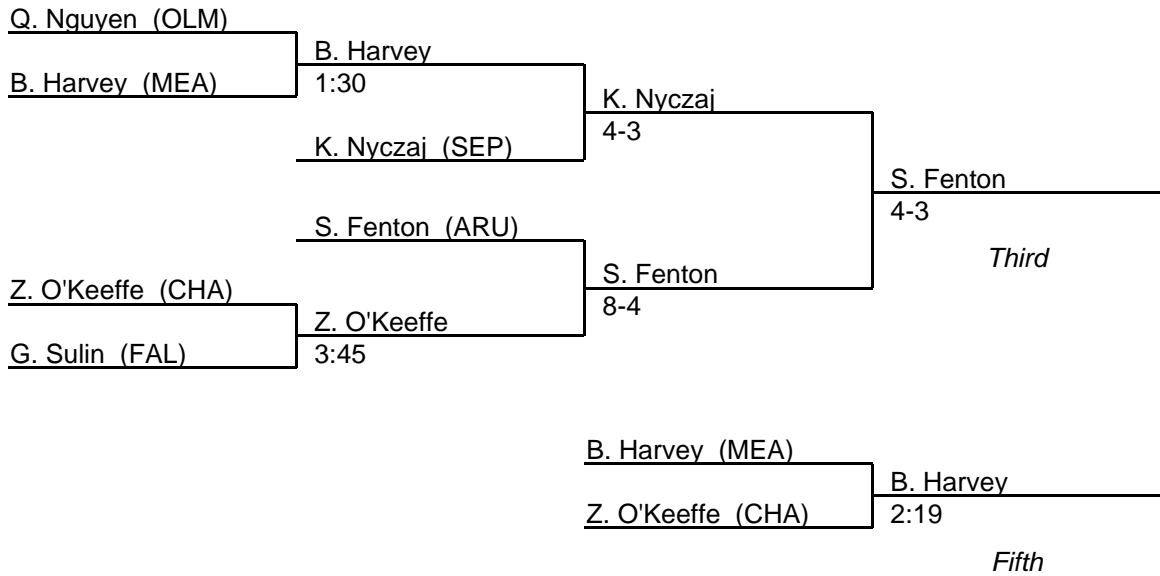 Q. Nguyen (OLM)
B. Harvey
B. Harvey (MEA)
1:30
K. Nyczaj
4-3
K. Nyczaj (SEP)
S. Fenton
4-3
S. Fenton (ARU)
Third
S. Fenton
Z. O'Keeffe (CHA)
8-4
Z. O'Keeffe
G. Sulin (FAL)
3:45
B. Harvey (MEA)
B. Harvey
Z. O'Keeffe (CHA)
2:19
Fifth